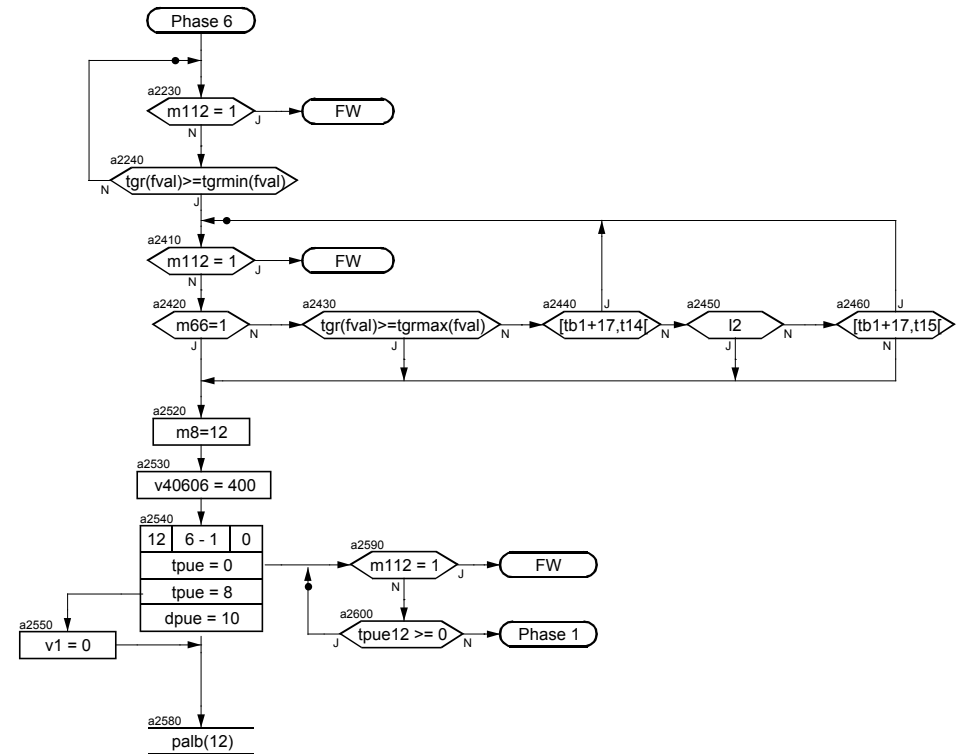 Phase 6
a2230
m112 = 1
J
FW
N
a2240
tgr(fval)>=tgrmin(fval)
N
J
a2410
m112 = 1
J
FW
N
a2420
m66=1
N
J
a2430
tgr(fval)>=tgrmax(fval)
N
J
a2440
[tb1+17,t14[
J
N
a2450
l2
N
J
a2460
[tb1+17,t15[
J
N
a2520
m8=12
a2530
v40606 = 400
a2540
12 6 - 1 0
tpue = 0
tpue = 8
dpue = 10
a2590
m112 = 1
J
FW
N
a2600
tpue12 >= 0
J
N
Phase 1
a2550
v1 = 0
a2580
palb(12)